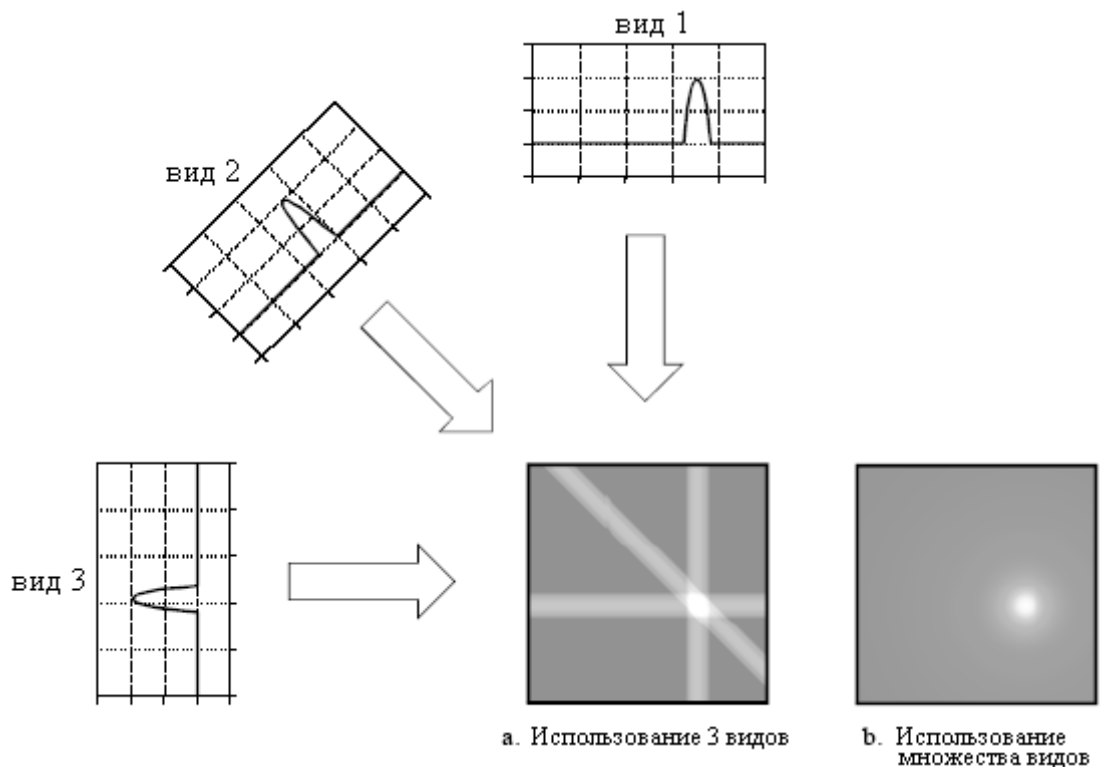 вид 1
вид 2
вид 3
a. Использование 3 видов
b. Использование
множества видов